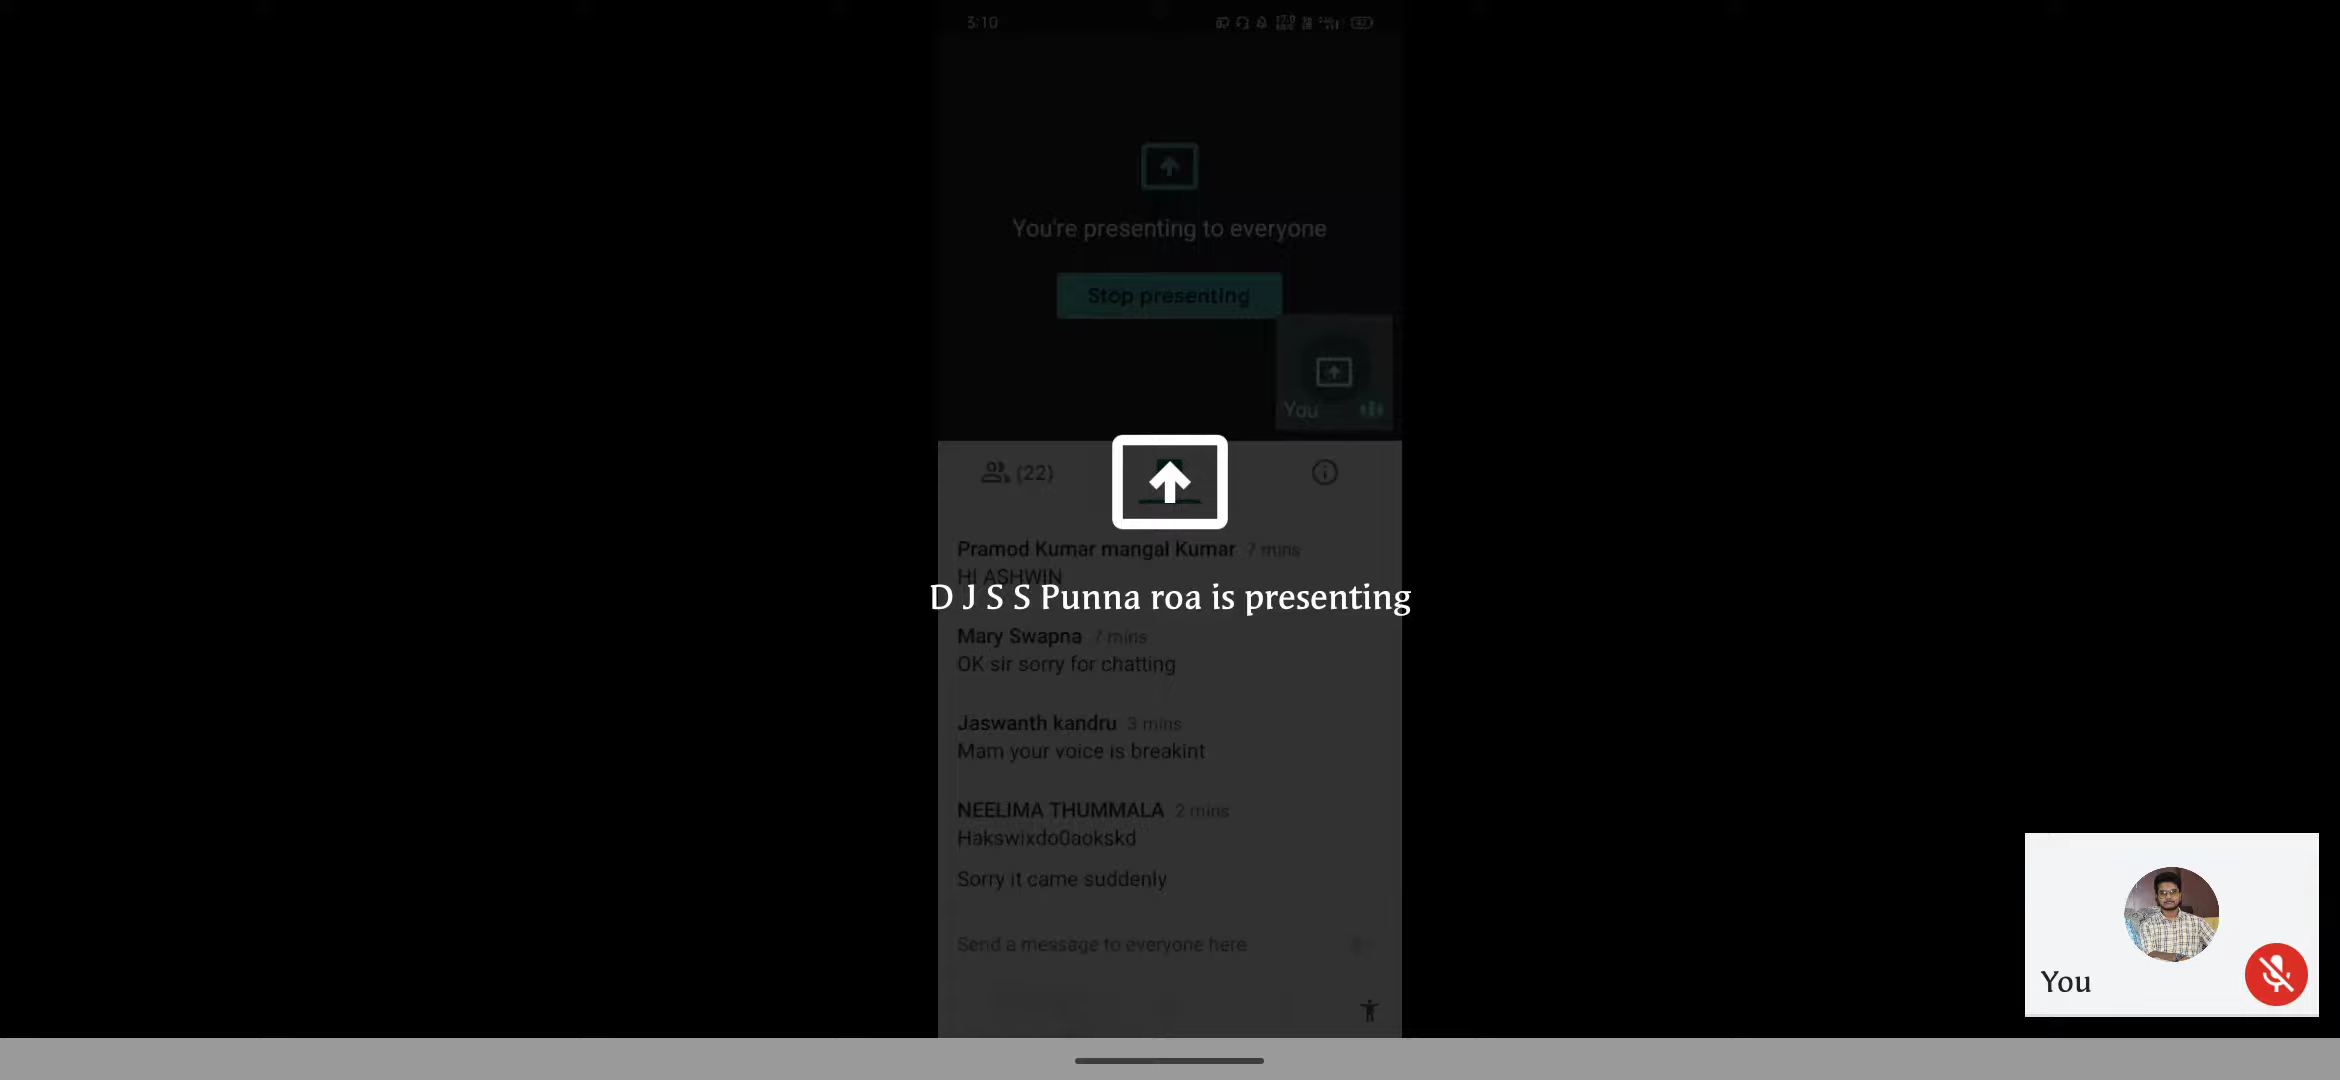 3:10
You're presenting to everyone
Stop presenting
You
(22)
Pramod Kumar mangal Kumar 7 mins
HI ASHWIN
D J S S Punna roa is presenting
Mary Swapna 7 mins
OK sir sorry for chatting
Jaswanth kandru 3 mins
Mam your voice is breakint
NEELIMA THUMMALA 2 mins
Hakswixdo0aokskd
Sorry it came suddenly
Send a message to everyone here
You